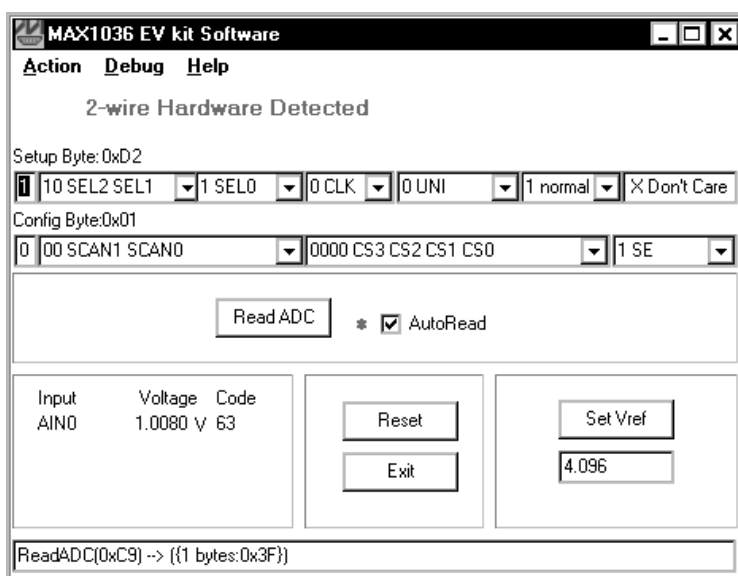 MAX1036 EV kit Software
Action Debug Help
2-wire Hardware Detected
Setup Byte:0xD2
1 10 SEL2 SEL1 1 SEL0 0 CLK 0 UNI 1 normal X Don't Care
Config Byte:0x01
0 00 SCAN1 SCAN0 0000 CS3 CS2 CS1 CS0 1 SE
Read ADC * AutoRead
Input Voltage Code
AIN0 1.0080 V 63
Reset
Exit
Set Vref
4.096
ReadADC(0xC9) --> ({1 bytes:0x3F})